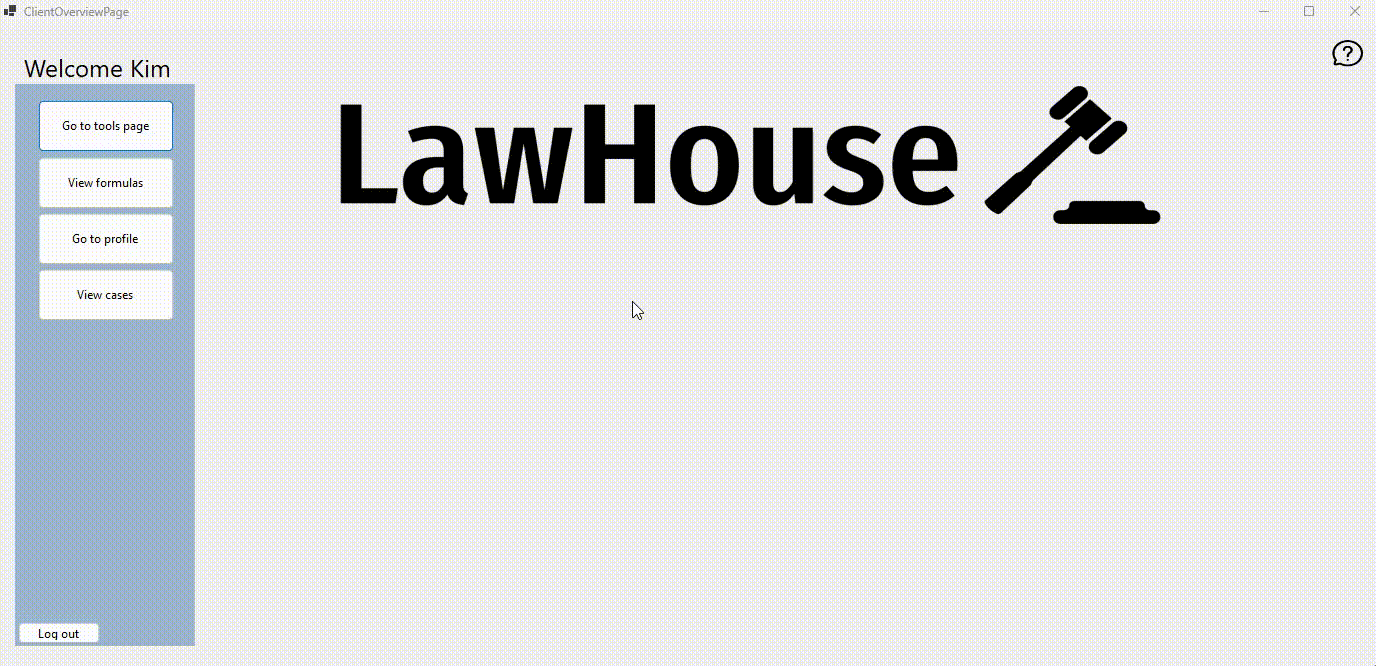 ClientOverviewPage
Welcome Kim
LawHouse
Go to tools page
View formulas
Go to profile
View cases
Log out